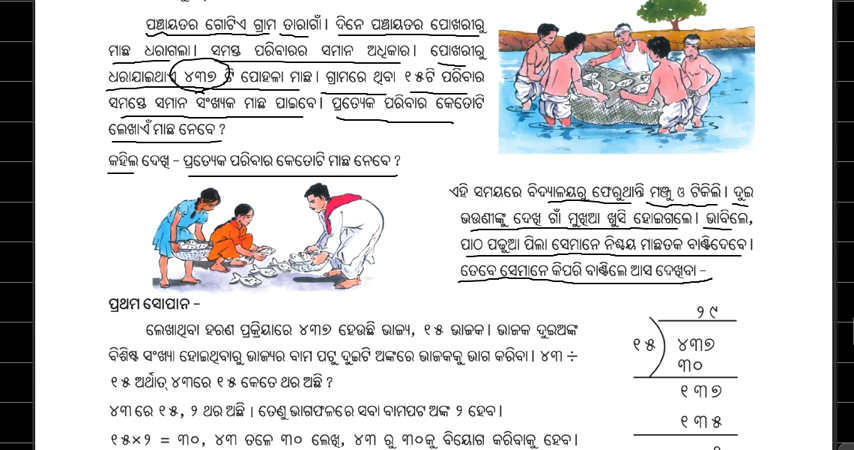 ପଞ୍ଚାୟତର ଗୋଟିଏ ଗ୍ରାମ ତାରାଗାଁ । ଦିନେ ପଞ୍ଚାୟତର ପୋଖରୀରୁ
ମାଛ ଧରାଗଲା । ସମସ୍ତ ପରିବାରର ସମାନ ଅଧିକାର । ପୋଖରୀରୁ
ଧରାଯାଇଥାଏ ୪୩୭ ଟି ପୋହଳା ମାଛ । ଗ୍ରାମରେ ଥିବା ୧୫ଟି ପରିବାର
ସମସ୍ତେ ସମାନ ସଂଖ୍ୟକ ମାଛ ପାଇବେ । ପ୍ରତ୍ୟେକ ପରିବାର କେତୋଟି
ଲେଖାଏଁ ମାଛ ନେବେ ?
କହିଲ ଦେଖି – ପ୍ରତ୍ୟେକ ପରିବାର କେତୋଟି ମାଛ ନେବେ ?
ଏହି ସମୟରେ ବିଦ୍ୟାଳୟରୁ ଫେରୁଥାନ୍ତି ମଞ୍ଜୁ ଓ ଟିକିଲି । ଦୁଇ
ଭଉଣୀଙ୍କୁ ଦେଖି ଗାଁ ମୁଖିଆ ଖୁସି ହୋଇଗଲେ । ଭାବିଲେ,
ପାଠ ପଢୁଆ ପିଲା ସେମାନେ ନିଶ୍ଚୟ ମାଛତକ ବାଣ୍ଟିଦେବେ ।
ତେବେ ସେମାନେ କିପରି ବାଣ୍ଟିଲେ ଆସ ଦେଖିବା –
ପ୍ରଥମ ସୋପାନ –
ଲେଖାଥିବା ହରଣ ପ୍ରକ୍ରିୟାରେ ୪୩୭ ହେଉଛି ଭାଜ୍ୟ, ୧୫ ଭାଜକ । ଭାଜକ ଦୁଇଅଙ୍କ
ବିଶିଷ୍ଟ ସଂଖ୍ୟା ହୋଇଥିବାରୁ ଭାଜ୍ୟର ବାମ ପଟୁ ଦୁଇଟି ଅଙ୍କରେ ଭାଜକକୁ ଭାଗ କରିବା । ୪୩ ÷
୧୫ ଅର୍ଥାତ୍ ୪୩ରେ ୧୫ କେତେ ଥର ଅଛି ?
୪୩ ରେ ୧୫, ୨ ଥର ଅଛି । ତେଣୁ ଭାଗଫଳରେ ସବା ବାମପଟ ଅଙ୍କ ୨ ହେବ ।
୧୫×୨ = ୩୦, ୪୩ ତଳେ ୩୦ ଲେଖି, ୪୩ ରୁ ୩୦କୁ ବିୟୋଗ କରିବାକୁ ହେବ ।
୨୯
୧୫ ) ୪୩୭
୩୦
୧୩୭
୧୩୫